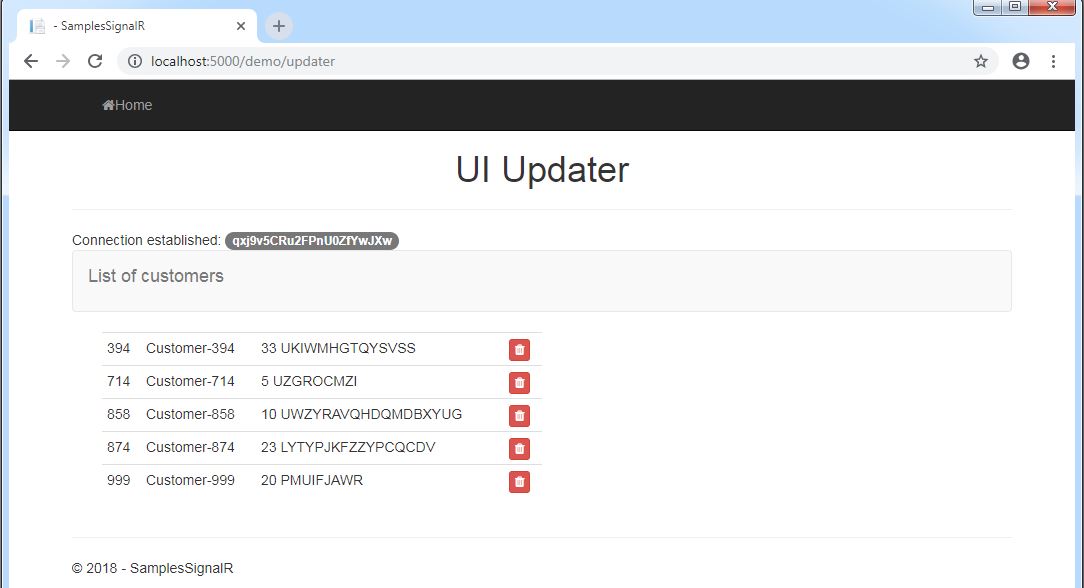 - SamplesSignalR
localhost:5000/demo/updater
Home
UI Updater
Connection established: qxj9v5CRu2FPnU0ZfYwJXw
List of customers
394 Customer-394 33 UKIWMHGTQYSVSS
714 Customer-714 5 UZGROCMZI
858 Customer-858 10 UWZYRAVQHDQMDBXYUG
874 Customer-874 23 LYTYPJKFZZYPCQCDV
999 Customer-999 20 PMUIFJAWR
© 2018 - SamplesSignalR